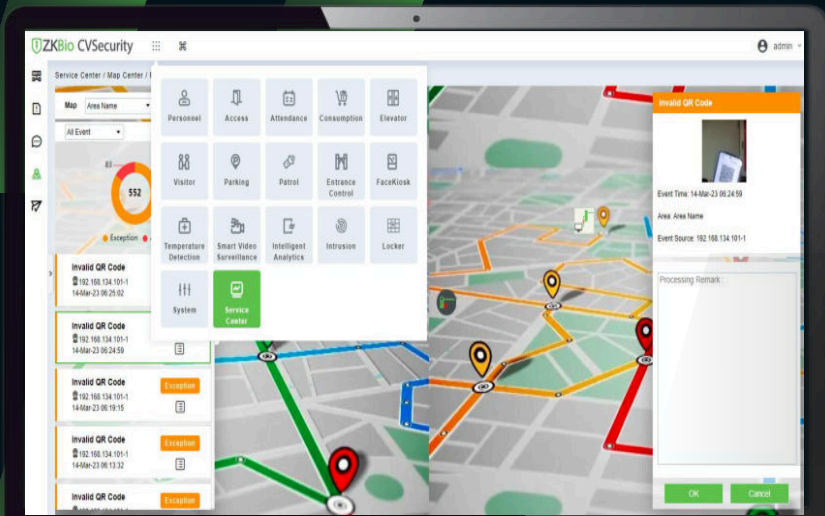 ZKBio CVSecurity
admin
Service Center / Map Center /
Map
Area Name
All Event
83
552
Exception
Personnel
Access
Attendance
Consumption
Elevator
Visitor
Parking
Patrol
Entrance
Control
FaceKiosk
Temperature
Detection
Smart Video
Surveillance
Intelligent
Analytics
Intrusion
Locker
System
Service
Center
Invalid QR Code
192.168.134.101-1
14-Mar-23 06:25:02
Invalid QR Code
192.168.134.101-1
14-Mar-23 06:24:59
Invalid QR Code
Exception
192.168.134.101-1
14-Mar-23 06:19:15
Invalid QR Code
Exception
192.168.134.101-1
14-Mar-23 06:13:32
Invalid QR Code
Exception
Invalid QR Code
Event Time: 14-Mar-23 06:24:59
Area: Area Name
Event Source: 192.168.134.101-1
Processing Remark :
OK
Cancel